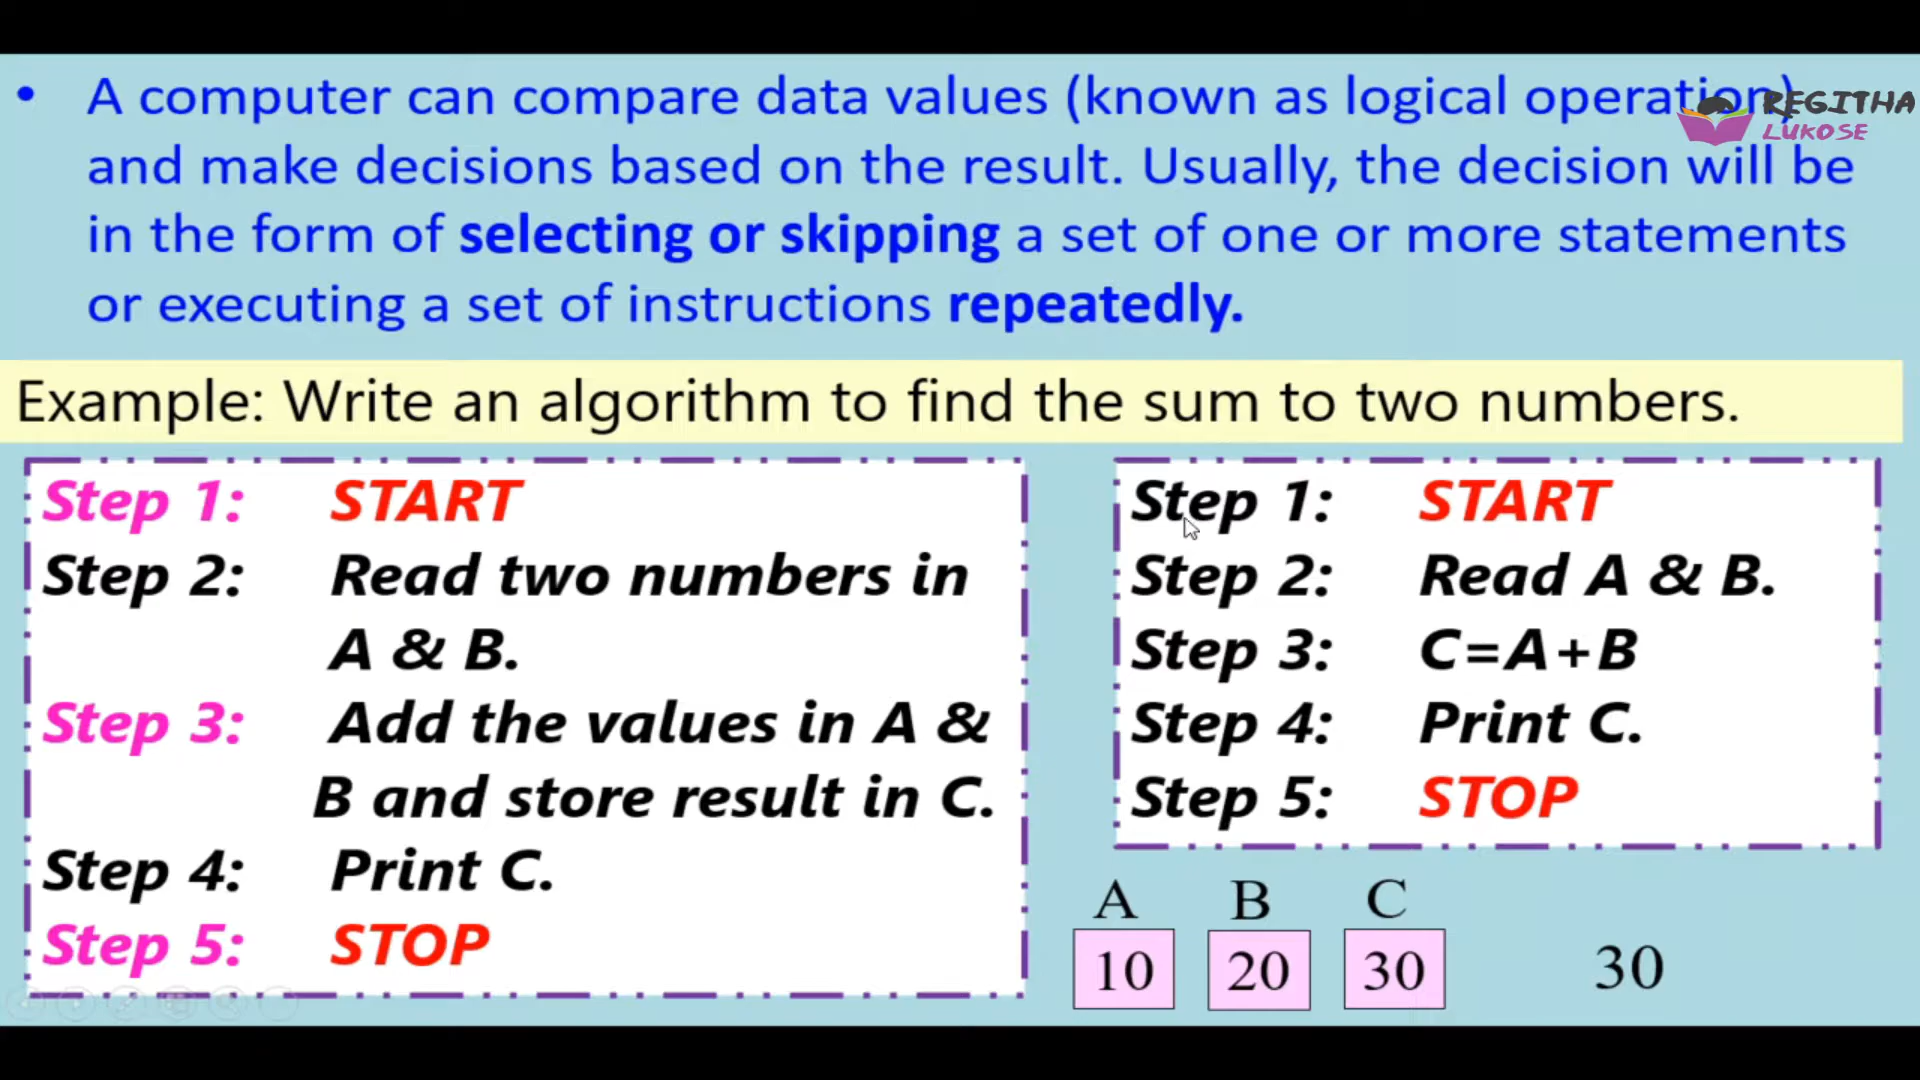 • A computer can compare data values (known as logical operation)
and make decisions based on the result. Usually, the decision will be
in the form of selecting or skipping a set of one or more statements
or executing a set of instructions repeatedly.
REGITHA
LUKOSE
Example: Write an algorithm to find the sum to two numbers.
Step 1: START
Step 2: Read two numbers in
A & B.
Step 3: Add the values in A &
B and store result in C.
Step 4: Print C.
Step 5: STOP
Step 1: START
Step 2: Read A & B.
Step 3: C=A+B
Step 4: Print C.
Step 5: STOP
A B C
10 20 30 30